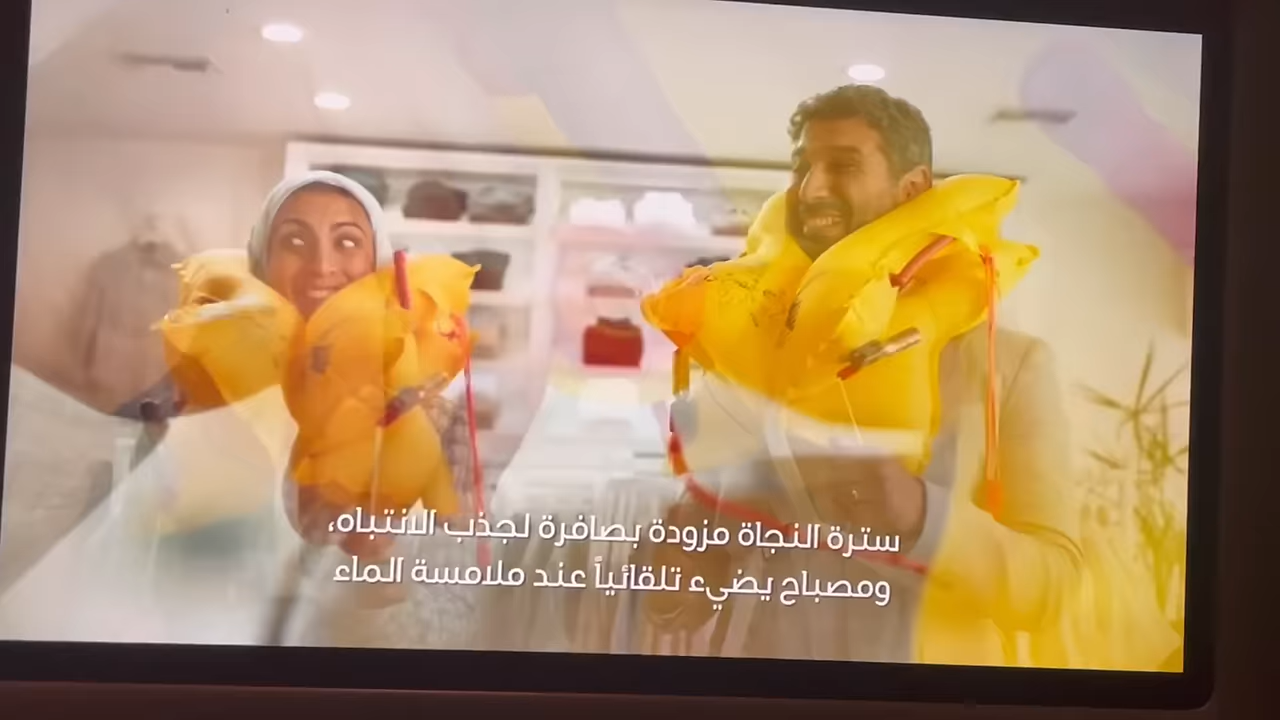 سترة النجاة مزودة بصافرة لجذب الانتباه،
ومصباح يضيء تلقائياً عند ملامسة الماء